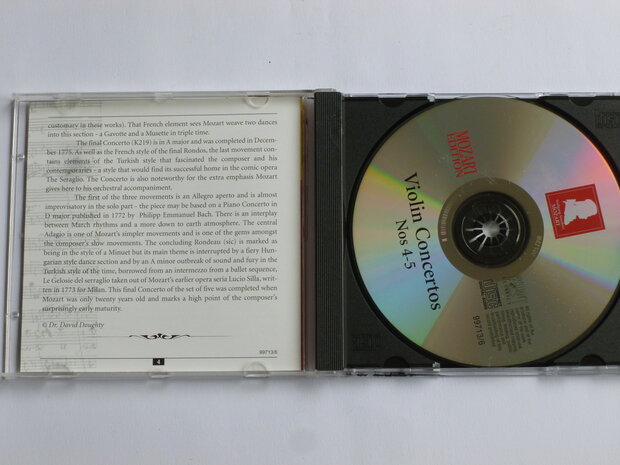 customary in these works). That French element sees Mozart weave two dances
into this section - a Gavotte and a Musette in triple time.
The final Concerto (K219) is in A major and was completed in Decem-
ber 1775. As well as the French style of the final Rondos, the last movement con-
tains elements of the Turkish style that fascinated the composer and his
contemporaries - a style that would find its successful home in the comic opera
The Seraglio. The Concerto is also noteworthy for the extra emphasis Mozart
gives here to his orchestral accompaniment.
The first of the three movements is an Allegro aperto and is almost
improvisatory in the solo part - the piece may be based on a Piano Concerto in
D major published in 1772 by Philipp Emmanuel Bach. There is an interplay
between March rhythms and a more down to earth atmosphere. The central
Adagio is one of Mozart's simpler movements and is one of the gems amongst
the composer's slow movements. The concluding Rondeau (sic) is marked as
being in the style of a Minuet but its main theme is interrupted by a fiery Hun-
garian style dance section and by an A minor outbreak of sound and fury in the
Turkish style of the time, borrowed from an intermezzo from a ballet sequence,
Le Gelosie del serraglio taken out of Mozart's earlier opera seria Lucio Silla, writ-
ten in 1773 for Milan. This final Concerto of the set of five was completed when
Mozart was only twenty years old and marks a high point of the composer's
surprisingly early maturity.
© Dr. David Doughty
99713/6
4
MOZART
EDITION
Violin Concertos
Nos 4-5
99713/6